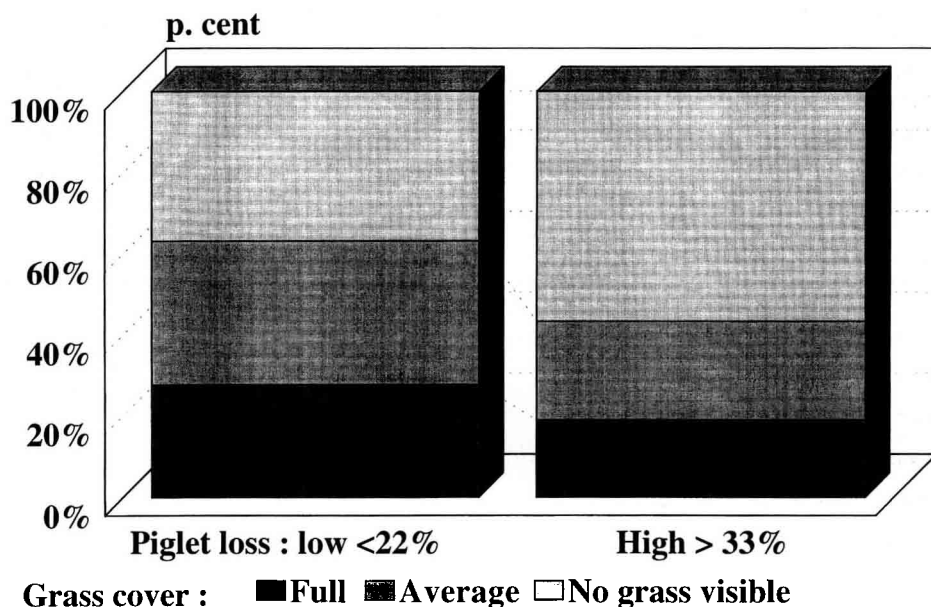 p. cent
100%
80%
60%
40%
20%
0%
Piglet loss : low <22% High > 33%
Grass cover : Full Average No grass visible